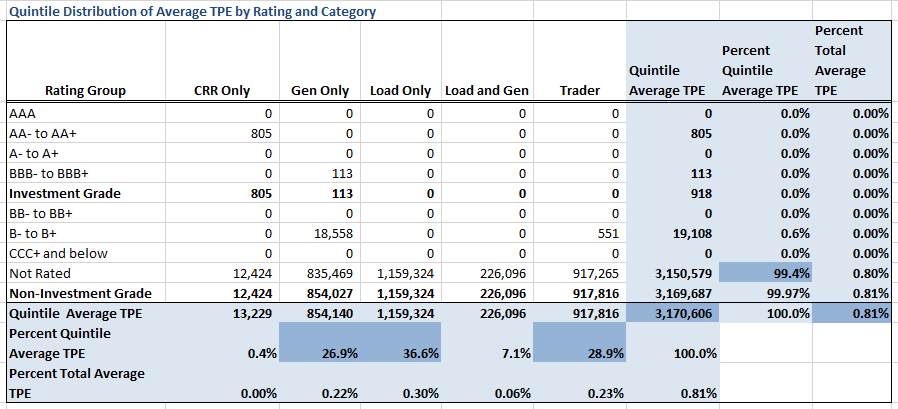 Quintile Distribution of Average TPE by Rating and Category
Rating Group CRR Only Gen Only Load Only Load and Gen Trader Quintile Average TPE Percent Quintile Average TPE Percent Total Average TPE
AAA 0 0 0 0 0 0 0.0% 0.00%
AA- to AA+ 805 0 0 0 0 805 0.0% 0.00%
A- to A+ 0 0 0 0 0 0 0.0% 0.00%
BBB- to BBB+ 0 113 0 0 0 113 0.0% 0.00%
Investment Grade 805 113 0 0 0 918 0.0% 0.00%
BB- to BB+ 0 0 0 0 0 0 0.0% 0.00%
B- to B+ 0 18,558 0 0 551 19,108 0.6% 0.00%
CCC+ and below 0 0 0 0 0 0 0.0% 0.00%
Not Rated 12,424 835,469 1,159,324 226,096 917,265 3,150,579 99.4% 0.80%
Non-Investment Grade 12,424 854,027 1,159,324 226,096 917,816 3,169,687 99.97% 0.81%
Quintile Average TPE 13,229 854,140 1,159,324 226,096 917,816 3,170,606 100.0% 0.81%
Percent Quintile
Average TPE 0.4% 26.9% 36.6% 7.1% 28.9% 100.0%
Percent Total Average
TPE 0.00% 0.22% 0.30% 0.06% 0.23% 0.81%